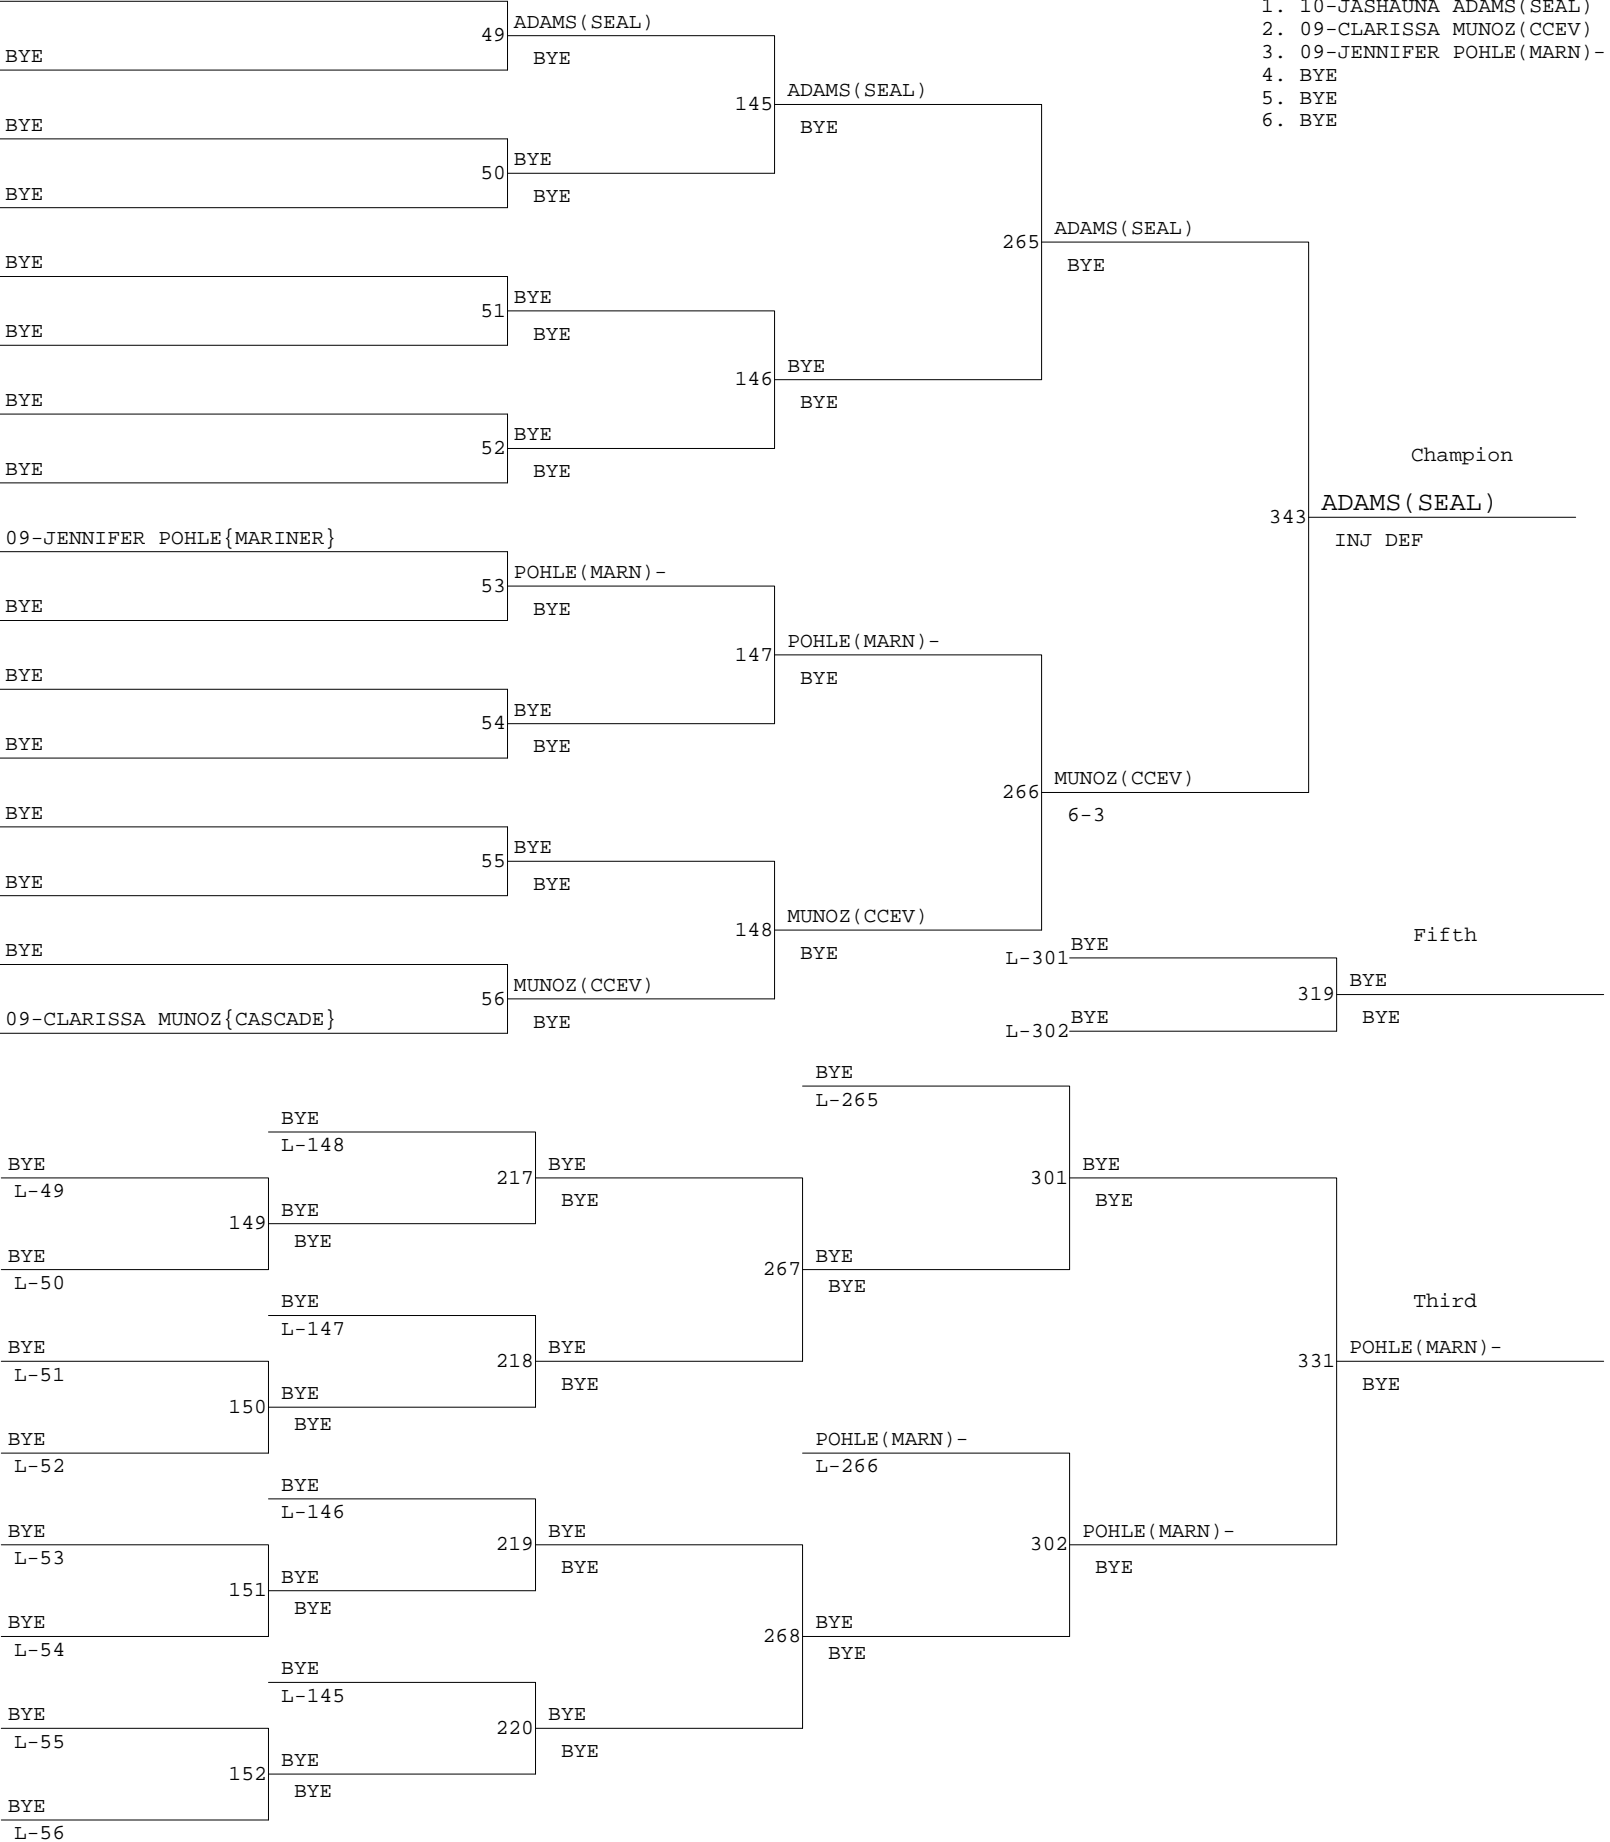 1. 10-JASHAUNA ADAMS(SEAL)
2. 09-CLARISSA MUNOZ(CCEV)
3. 09-JENNIFER POHLE(MARN)-
4. BYE
5. BYE
6. BYE
49
ADAMS(SEAL)
BYE
BYE
145
ADAMS(SEAL)
BYE
BYE
50
BYE
BYE
BYE
265
ADAMS(SEAL)
BYE
BYE
51
BYE
BYE
BYE
146
BYE
BYE
BYE
52
BYE
BYE
BYE
Champion
343
ADAMS(SEAL)
INJ DEF
09-JENNIFER POHLE{MARINER}
53
POHLE(MARN)-
BYE
BYE
147
POHLE(MARN)-
BYE
BYE
54
BYE
BYE
BYE
266
MUNOZ(CCEV)
6-3
BYE
55
BYE
BYE
BYE
148
MUNOZ(CCEV)
BYE
BYE
56
MUNOZ(CCEV)
BYE
09-CLARISSA MUNOZ{CASCADE}
Fifth
L-301
BYE
319
BYE
BYE
L-302
BYE
BYE
L-265
BYE
L-148
BYE
L-49
217
BYE
BYE
301
BYE
BYE
149
BYE
BYE
BYE
L-50
267
BYE
BYE
BYE
L-147
Third
BYE
L-51
218
BYE
BYE
331
POHLE(MARN)-
BYE
150
BYE
BYE
BYE
L-52
POHLE(MARN)-
L-266
BYE
L-146
BYE
L-53
219
BYE
BYE
302
POHLE(MARN)-
BYE
151
BYE
BYE
BYE
L-54
268
BYE
BYE
BYE
L-145
BYE
L-55
220
BYE
BYE
152
BYE
BYE
BYE
L-56